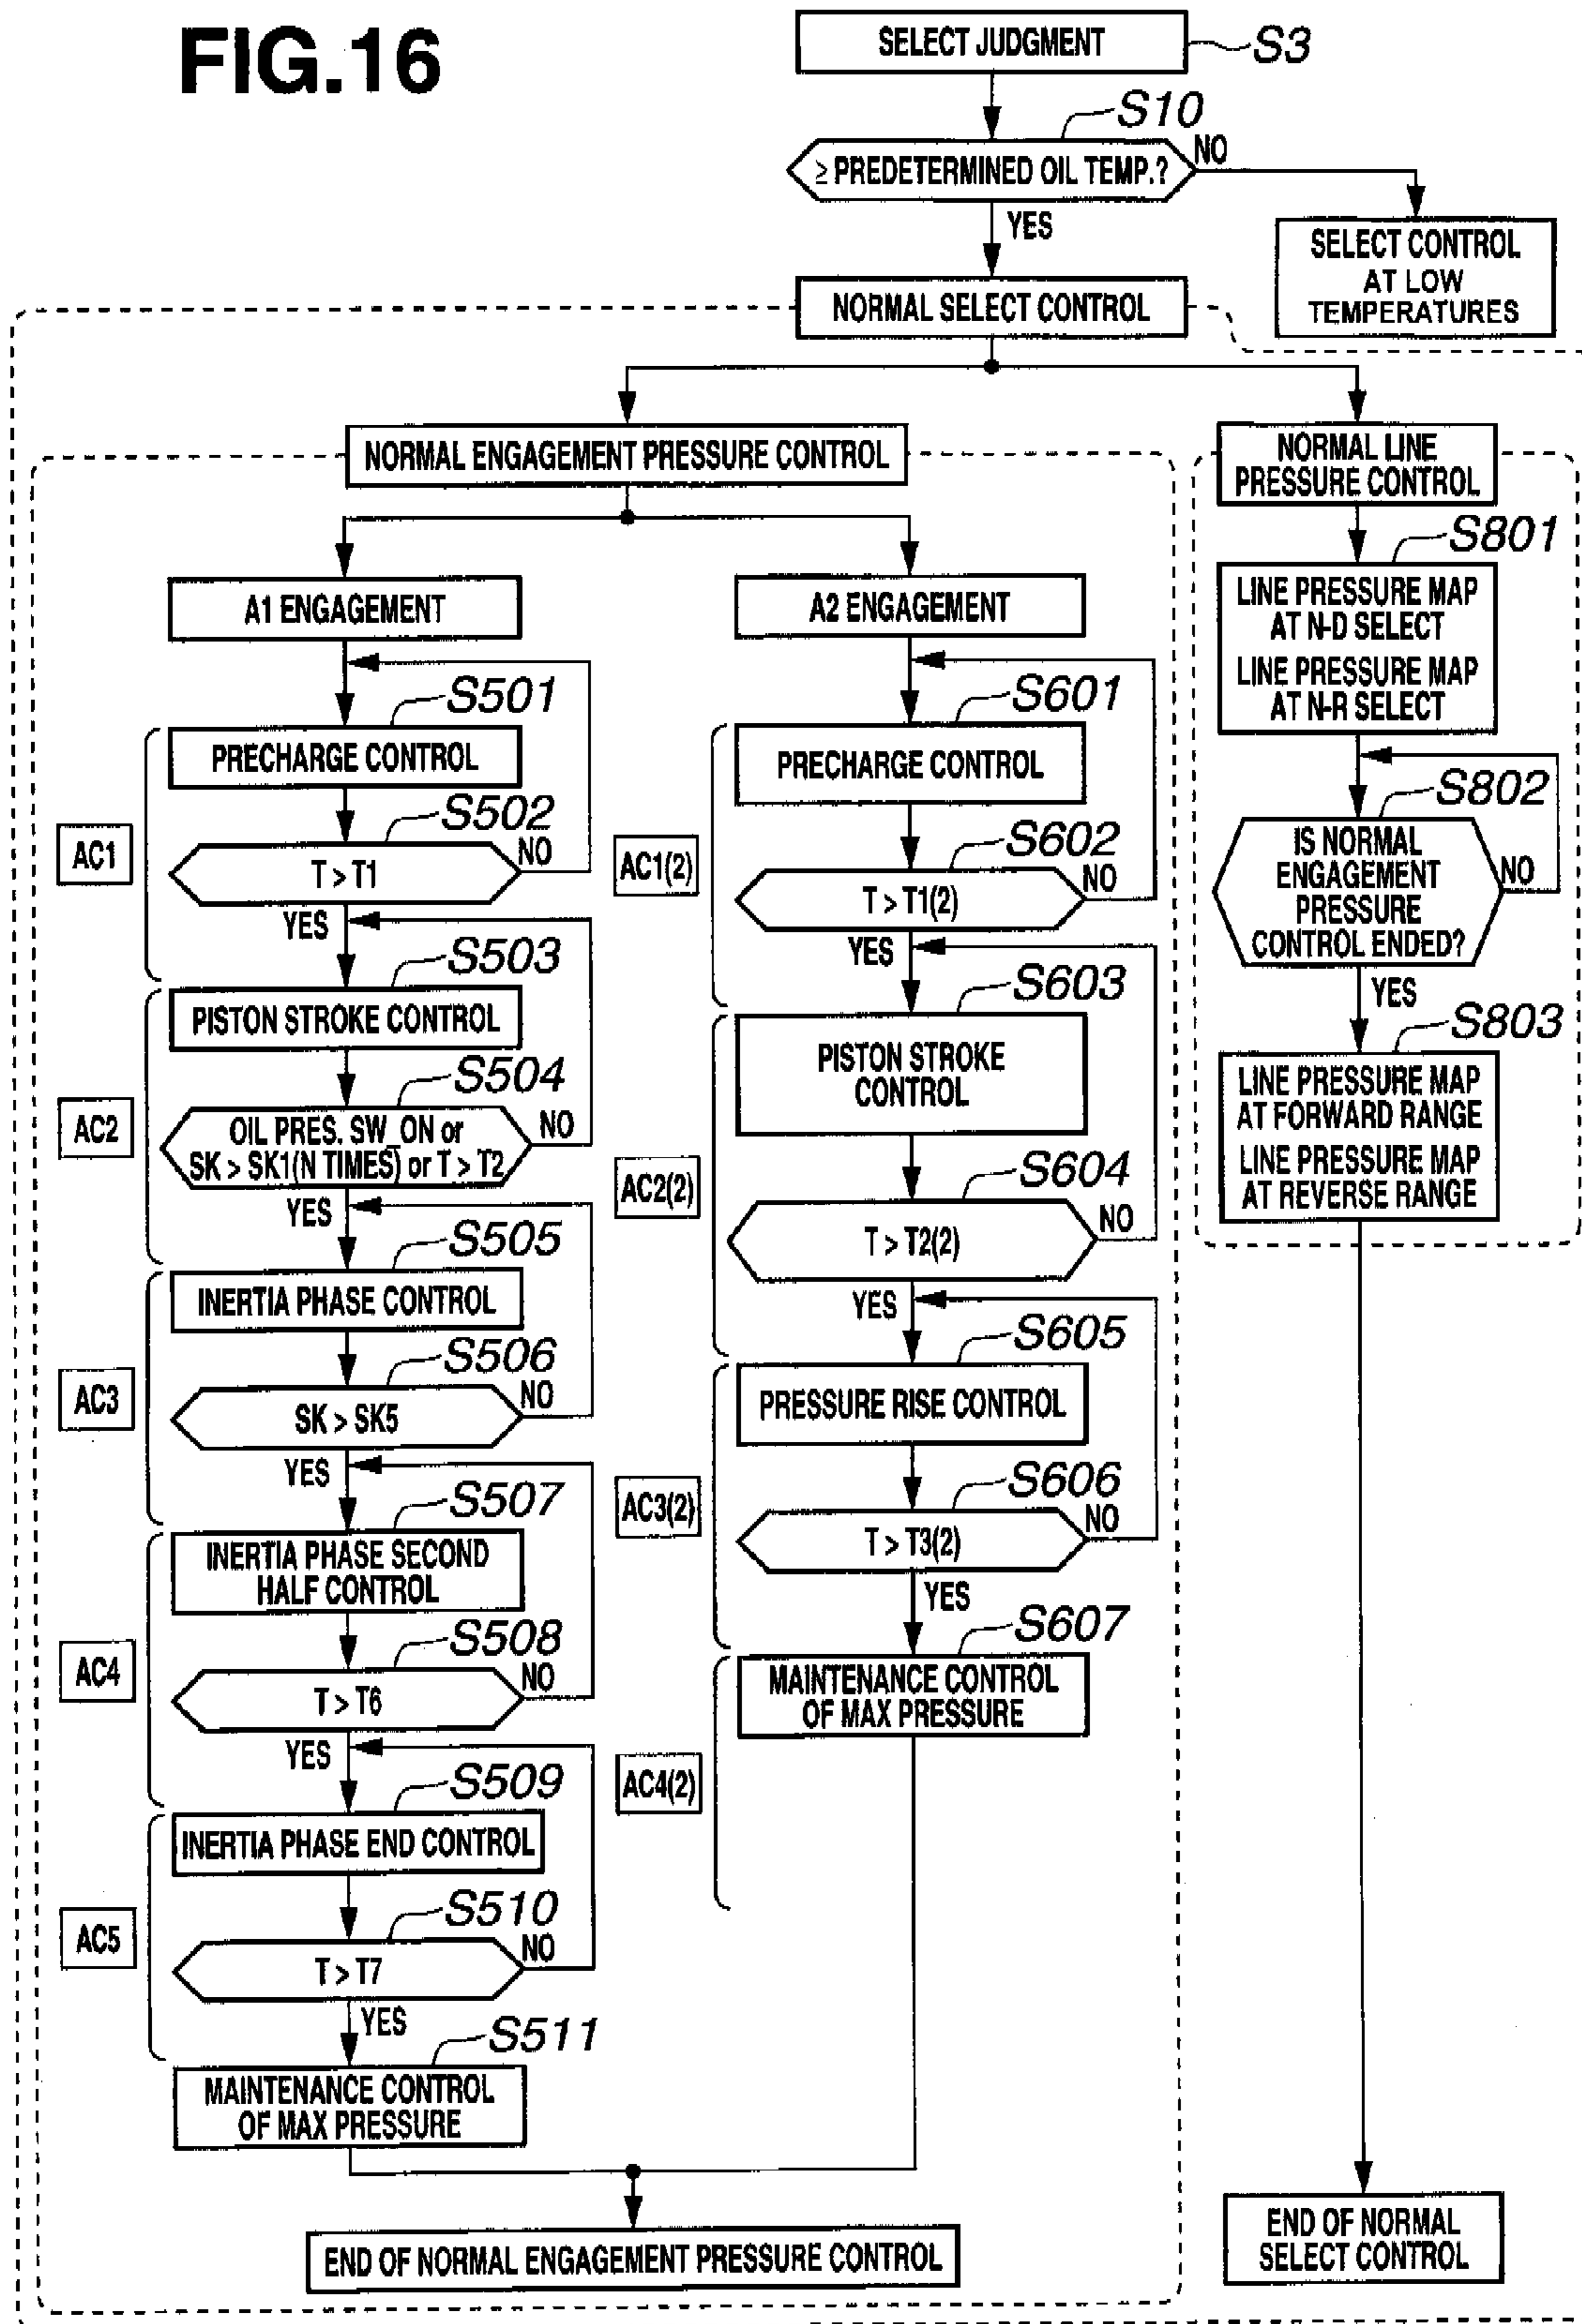 FIG.16
SELECT JUDGMENT
S3
S10
≥ PREDETERMINED OIL TEMP.?
NO
YES
SELECT CONTROL
AT LOW
TEMPERATURES
NORMAL SELECT CONTROL
NORMAL ENGAGEMENT PRESSURE CONTROL
A1 ENGAGEMENT
S501
PRECHARGE CONTROL
S502
AC1
T > T1
NO
YES
S503
PISTON STROKE CONTROL
S504
AC2
OIL PRES. SW_ON or
SK > SK1(N TIMES) or T > T2
NO
YES
S505
INERTIA PHASE CONTROL
S506
AC3
SK > SK5
NO
YES
S507
INERTIA PHASE SECOND
HALF CONTROL
S508
AC4
T > T6
NO
YES
S509
INERTIA PHASE END CONTROL
S510
AC5
T > T7
NO
YES
S511
MAINTENANCE CONTROL
OF MAX PRESSURE
A2 ENGAGEMENT
S601
PRECHARGE CONTROL
S602
AC1(2)
T > T1(2)
NO
YES
S603
PISTON STROKE
CONTROL
S604
AC2(2)
T > T2(2)
NO
YES
S605
PRESSURE RISE CONTROL
S606
AC3(2)
T > T3(2)
NO
YES
S607
MAINTENANCE CONTROL
OF MAX PRESSURE
AC4(2)
END OF NORMAL ENGAGEMENT PRESSURE CONTROL
NORMAL LINE
PRESSURE CONTROL
S801
LINE PRESSURE MAP
AT N-D SELECT
LINE PRESSURE MAP
AT N-R SELECT
S802
IS NORMAL
ENGAGEMENT
PRESSURE
CONTROL ENDED?
NO
YES
S803
LINE PRESSURE MAP
AT FORWARD RANGE
LINE PRESSURE MAP
AT REVERSE RANGE
END OF NORMAL
SELECT CONTROL